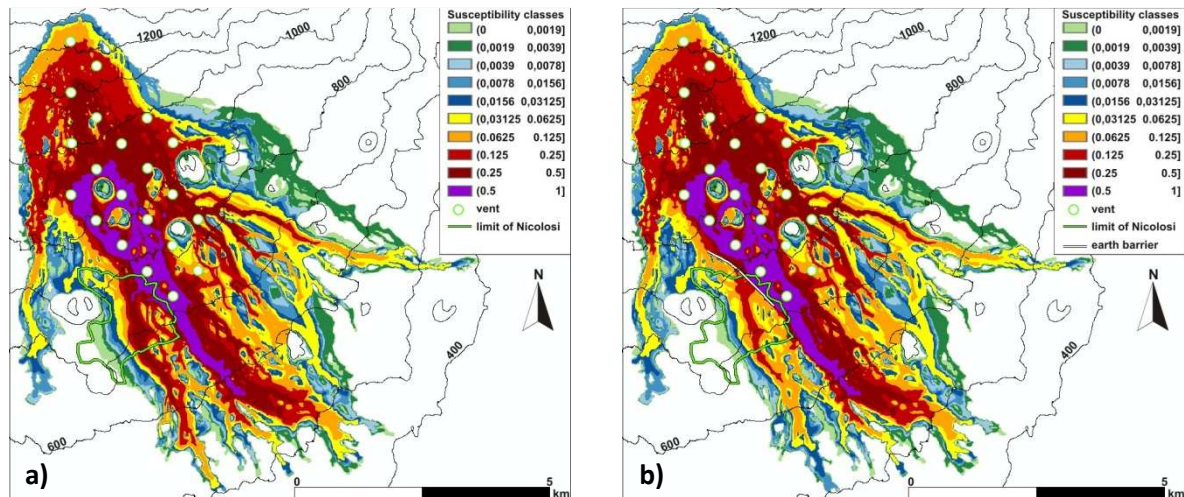 Susceptibility classes
(0 0,0019]
(0,0019 0,0039]
(0,0039 0,0078]
(0,0078 0,0156]
(0,0156 0,03125]
(0,03125 0.0625]
(0.0625 0.125]
(0.125 0.25]
(0.25 0.5]
(0.5 1]
vent
limit of Nicolosi
1200
1000
800
N
400
600
a)
0 5
km
Susceptibility classes
(0 0,0019]
(0,0019 0,0039]
(0,0039 0,0078]
(0,0078 0,0156]
(0,0156 0,03125]
(0,03125 0.0625]
(0.0625 0.125]
(0.125 0.25]
(0.25 0.5]
(0.5 1]
vent
limit of Nicolosi
earth barrier
1200
1000
800
N
400
600
b)
0 5
km